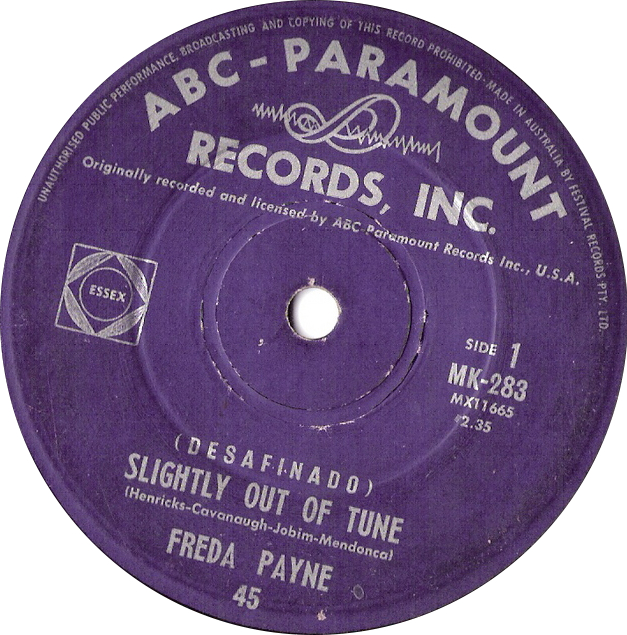 UNAUTHORISED PUBLIC PERFORMANCE, BROADCASTING AND COPYING OF THIS RECORD PROHIBITED-MADE IN AUSTRALIA BY FESTIVAL RECORDS PTY. LTD.
ABC-PARAMOUNT
RECORDS, INC.
Originally recorded and licensed by ABC-Paramount Records Inc., U.S.A.
ESSEX
SIDE 1
MK-283
MX11665
2.35
(DESAFINADO)
SLIGHTLY OUT OF TUNE
(Henricks-Cavanaugh-Jobim-Mendonca)
FREDA PAYNE
45